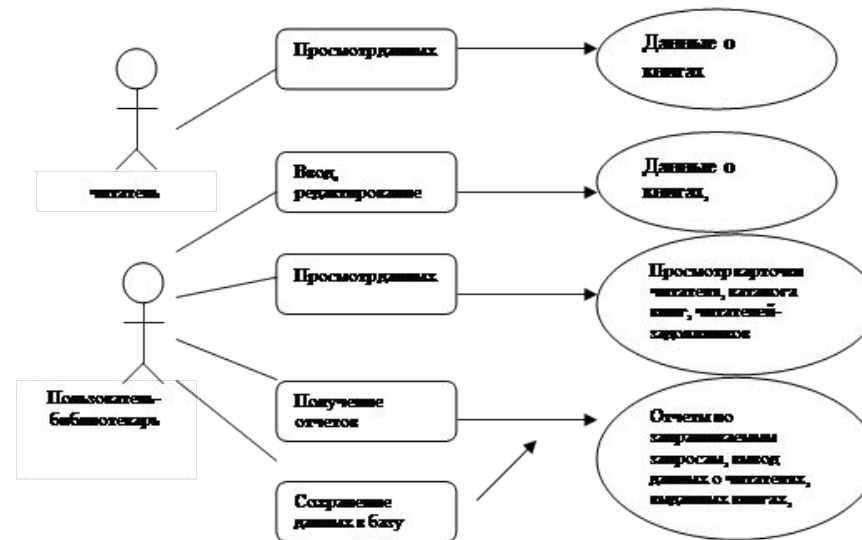 Просмотр данных
Данные о
книгах
читатель
Ввод,
редактирование
Данные о
книгах,
Просмотр данных
Просмотр карточки
читателя, каталога
книг, читателей-
задолжников
Пользователь-
библиотекарь
Получение
отчетов
Отчеты по
запрашиваемым
запросам, вывод
данных о читателях,
выданных книгах,
Сохранение
данных в базу